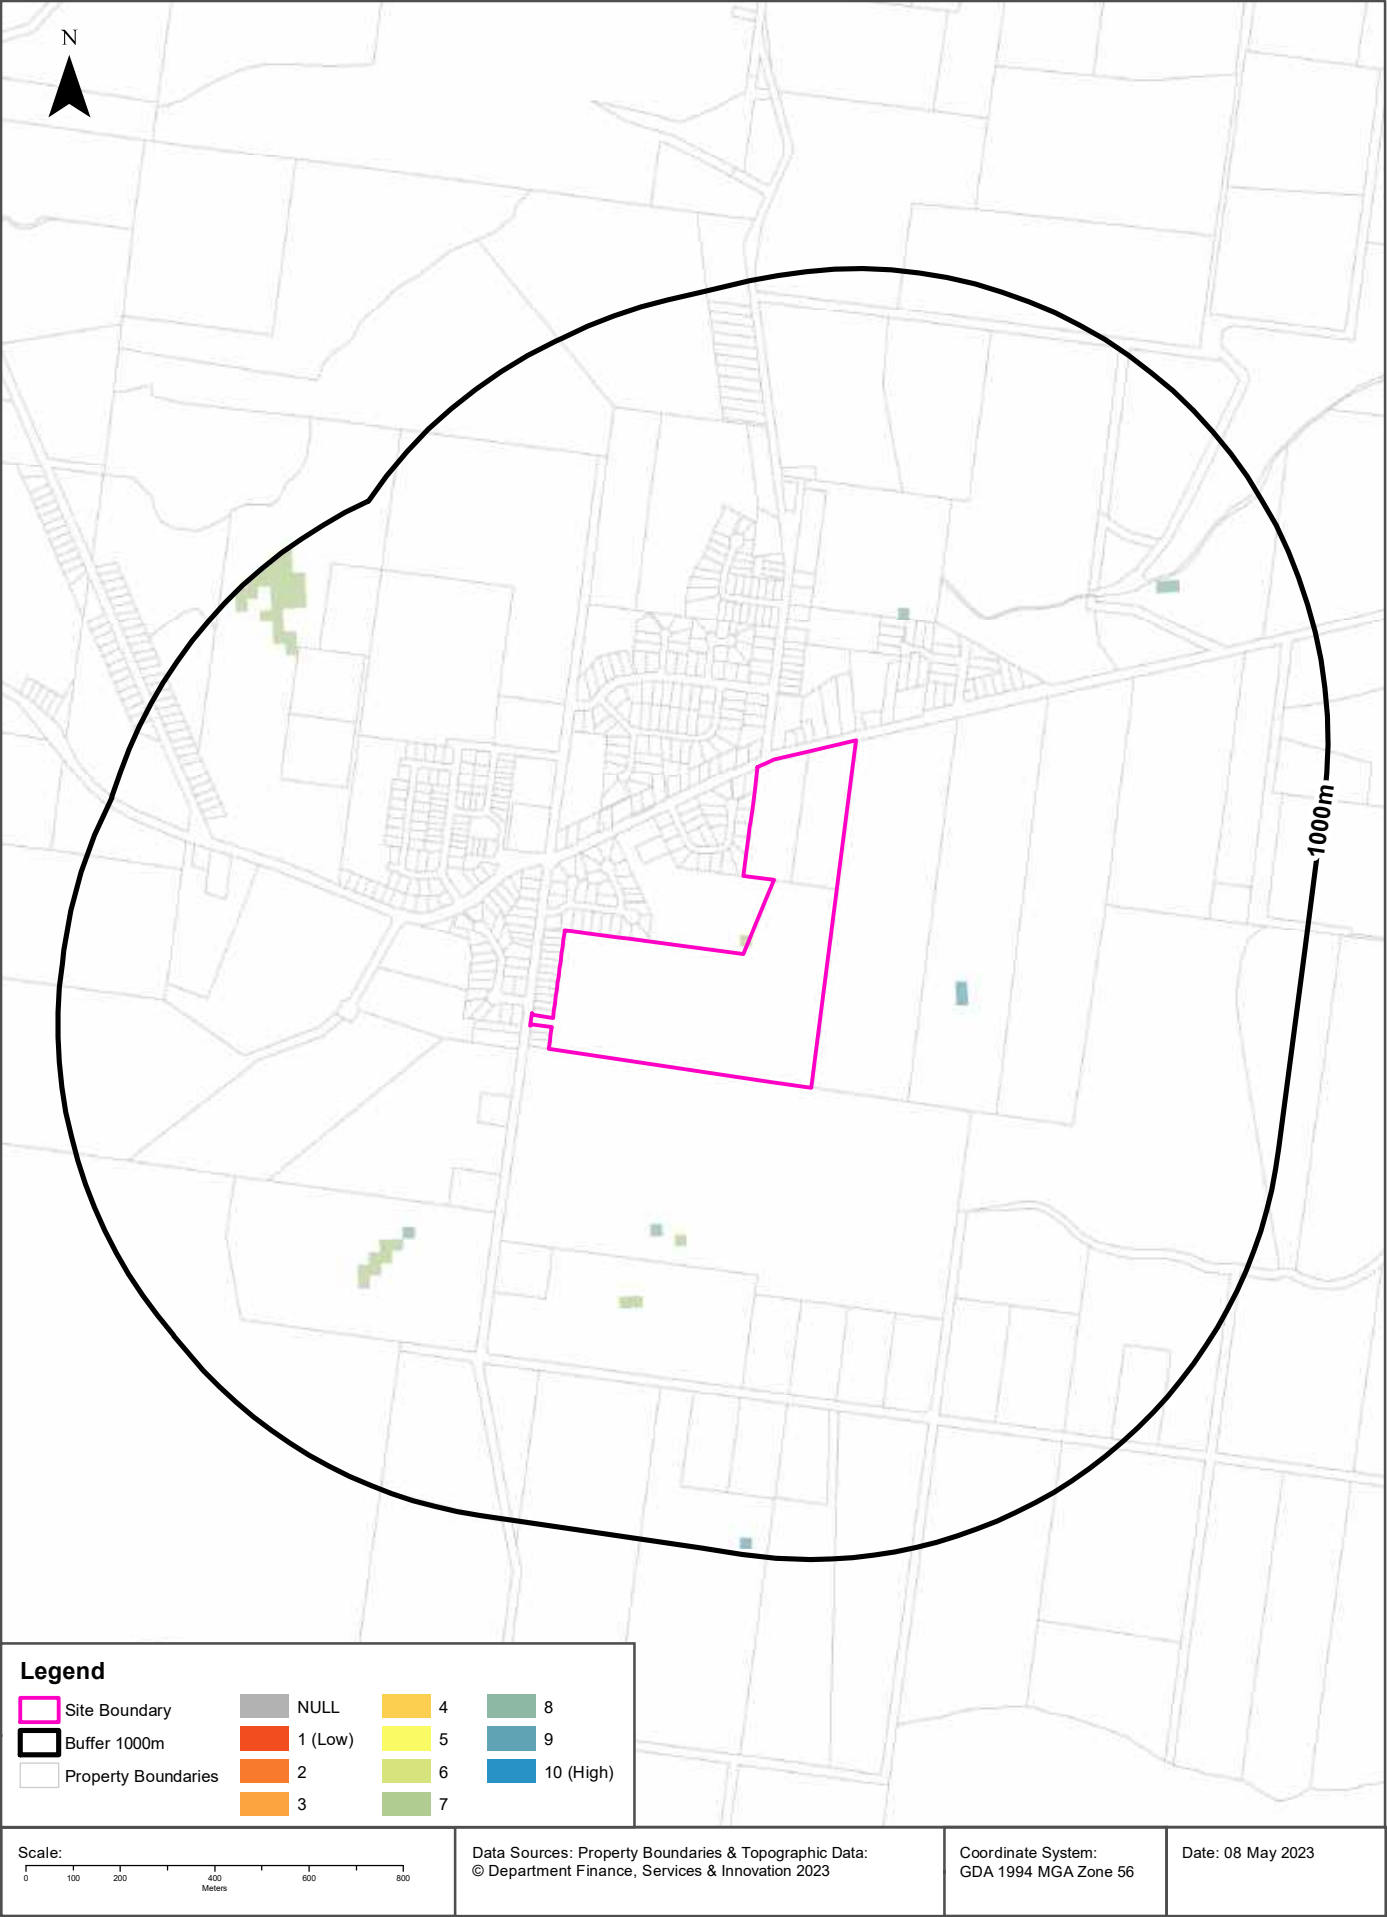 N
1000m
Legend
Site Boundary
Buffer 1000m
Property Boundaries
NULL
1 (Low)
2
3
4
5
6
7
8
9
10 (High)
Scale:
0 100 200 400 600 800
Meters
Data Sources: Property Boundaries & Topographic Data:
© Department Finance, Services & Innovation 2023
Coordinate System:
GDA 1994 MGA Zone 56
Date: 08 May 2023